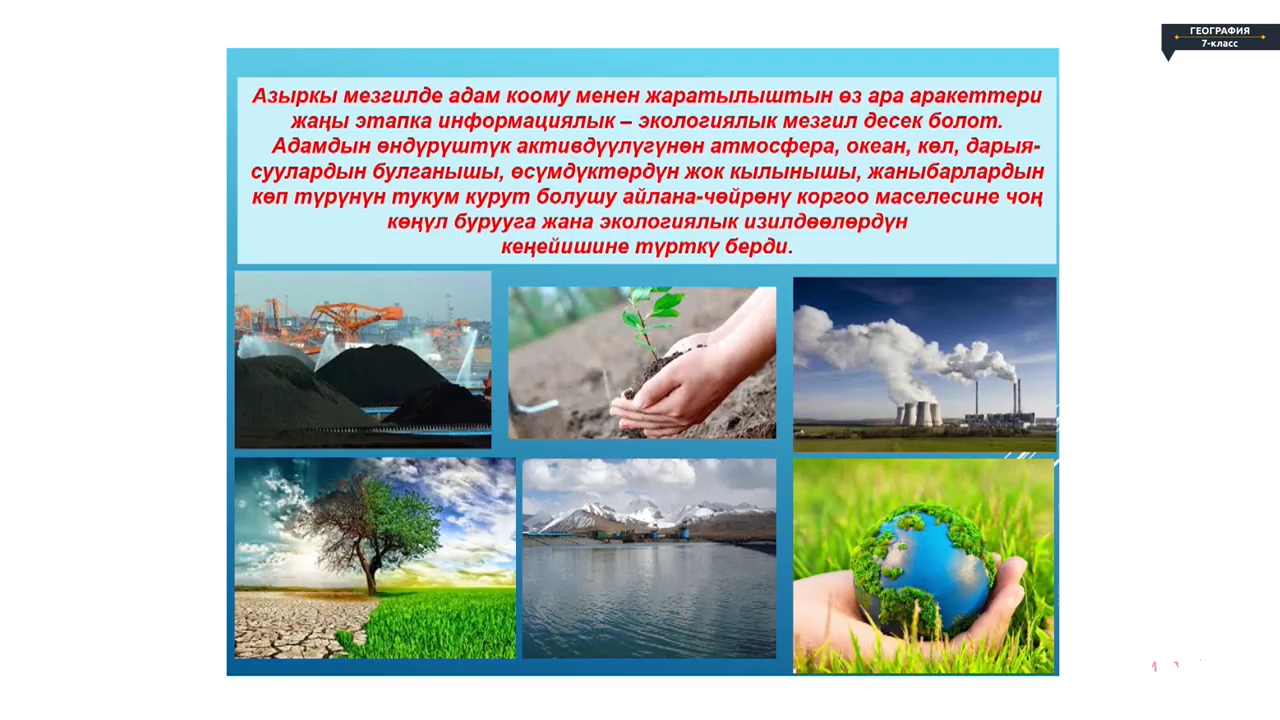 ГЕОГРАФИЯ
7-класс
Азыркы мезгилде адам коому менен жаратылыштын өз ара аракеттери
жаңы этапка информациялык – экологиялык мезгил десек болот.
Адамдын өндүрүштүк активдүүлүгүнөн атмосфера, океан, көл, дарыя-
суулардын булганышы, өсүмдүктөрдүн жок кылынышы, жаныбарлардын
көп түрүнүн тукум курут болушу айлана-чөйрөнү коргоо маселесине чоң
көңүл бурууга жана экологиялык изилдөөлөрдүн
кеңейишине түрткү берди.